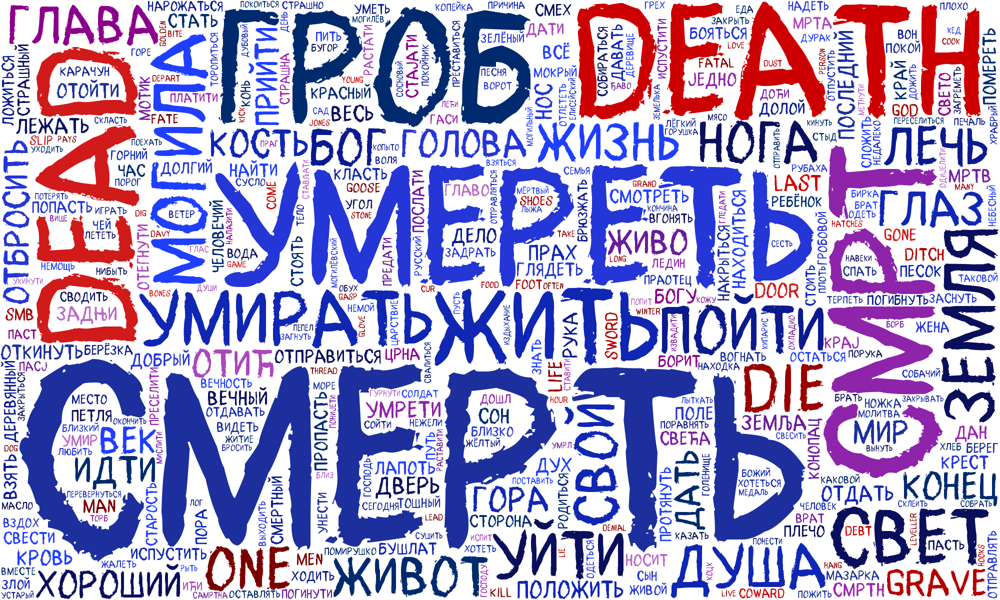 ГЛАВА
НАРОЖАТЬСЯ
ПОКОИТЬСЯ
СТРАШНО
УМЕТЬ
МОГИЛЁВ
КОПЕЙКА
ПРИЧИНА
СМЕХ
ГРЕХ
ЕДА
НАДЕТЬ
ПЛОХО
СТАТЬ
GOLDEN
BITE
ГРОБ
ДЕНЬ
ДУБОВЫЙ
ПИТЬ
БУГОР
РАСТАТИ
ЗЕЛЁНЫЙ
ДАТИ
DEATH
СОБИРАТЬСЯ
ДАВАТЬ
ДЕРЕВИЩЕ
ЗАКРЫТЬ
БОЯТЬСЯ
LOVE
МРТА
ДУРАК
ВОН
ПОКОЙ
КЕД
COOK
ПОМЕРЕТЬ
ЛОЖИТЬСЯ
СТРАШНЫЙ
ГОРЕ
DEAD
КАРАЧУН
ОТОЙТИ
DEPART
ТОРОПИТЬСЯ
ПЛАТИТИ
МОТИК
МОГИЛА
КОНЬ
KICK
ПРИЙТИ
СТРАШНА
YOUNG
КРАСНЫЙ
САД
JONES
ВЕСЬ
СОСНОВЫЙ
СТАЈАТИ
ПОКОЙНИК
ПРЕСТАВИТЬСЯ
ПЕСНЯ
ВОРОТ
ЛЕЋИ
ГАСИ
ВСЁ
МОКРЫЙ
НОС
ОТЛЕТЕТЬ
ЕЛИСЕЙСКИЙ
МОГИЛЬНЫЙ
ЂАВО
ИСПУСТИТИ
ЗЕМЕЛЬКА
FATAL
ЈЕДНО
DUST
ДОЋИ
ДОЛОЙ
PERSON
ОТПУСТИТЬ
ПОСЛЕДНИЙ
МЕТНУТИ
КРАЙ
ДОЖИТЬ
GOD
СВЕТО
ЗАГРЕМЕТЬ
ХРАБРЫЙ
ЛЕЖАТЬ
СКЛАСТЬ
FATE
SLIP
PAYS
УХОДИТЬ
ПОЕХАТЬ
ГОРНИЙ
КОСТЬ
ПРАГ
БОГ
КОПЫТО
ВОЛЯ
ГОЛОВА
ВЗЯТЬСЯ
ЖИЗНЬ
ЛЁГКИЙ
ГОРУШКА
МЯСО
НОГА
ОТПРАВИТЬ
КИНУТЬ
СТЫД
РУБАХА
ПЕРЕСЕЛИТЬСЯ
ПЕЧАЛЬ
СЛОЖИТЬ
НЕДАЛЕКО
ЛЕЧЬ
ОТБРОСИТЬ
ЧАС
ПОРОГ
ДОЛГИЙ
НАЙТИ
СУСЛО
COME
СТАВЉАТИ
КЛАСТЬ
GOOSE
ПОСЛАТИ
УМЕРЕТЬ
ГЛАВО
ОТПРАВЛЯТЬСЯ
МЁРТВЫЙ
SHOES
ЛЫЖА
СЕМЬЯ
БРЮЗЖАТЬ
GRAND
СМОТРЕТЬ
КОНЧИНА
ВГОНЯТЬ
ГЛЕДАТИ
НАХОДИТЬСЯ
LAST
РЕБЁНОК
ОДИЈЕЛИТИ
МРТВ
MANY
НЕБЕСНЫЙ
ПОТЕРЯТЬ
ПОПАСТЬ
ИГРАТЬ
DIG
ВИШЕ
ЧЕЙ
ЛЕТЕТЬ
ВЕТЕР
DAVY
ГЛАС
ЧЕЛОВЕЧИЙ
НАЛАЗИТИ
ВОДА
GAME
ТЕЛО
СТОЯТЬ
УГОЛ
STONE
МОГИЛЁВСКИЙ
ПРЕДАТИ
РУССКИЙ
ДЕЛО
ЗАДРАТЬ
TAKE
ПРАХ
ГЛЯДЕТЬ
ЖИВО
LONG
ЛЕДИН
ПРАОТЕЦ
НАКРЫТЬСЯ
СЕСТЬ
ГРОБОВОЙ
ПЛОТЬ
СМРТ
БИРКА
БРАТ
ОДЕТЬ
HATCHES
ГЛАЗ
GONE
DITCH
ПЕСОК
НАВЕКИ
СПАТЬ
ТАКОВОЙ
НЕМОЩЬ
НИБЫТЬ
ОТЕГНУТИ
УКИНУТИ
СВОДИТЬ
ЗАДЊИ
BONES
ДУШИ
SMB
ПАСТ
УМИРАТЬ
ОБУХ
GASP
НЕМОЙ
ПЕПЕЛ
ЗАГНУТЬ
GLOVE
ЦАРСТВИЕ
CUR
ПУСТЬ
FOOD
FOOT
OFTEN
ЖИТЬ
ИЗДЫХАНИЕ
РУКА
SWORD
ПОПИТ
WINTER
БОГУ
КОЖУ
ИЗВАДИТИ
DOOR
СТОИТЬ
ПОЙТИ
КИПАРИС
ОХЛАДИО
ТЕРПЕТЬ
ПОГИБНУТЬ
ЗАСНУТЬ
БОРБ
ЖЕНА
ЗЕМЛЯ
ОТКИНУТЬ
БЕРЁЗКА
ПАСЈ
ДОБРЫЙ
ОТИЋ
ОТПРАВИТЬСЯ
ЦРНА
THREAD
СВАЛИТЬСЯ
ЗНАТЬ
LIFE
СТАВИТИ
БОРИТ
НАХОДКА
ВОГНАТЬ
ОСТАТЬСЯ
КРАЈ
ПОРУКА
СОБАЧИЙ
ДЕРЕВЯННЫЙ
ЗАКРЫТЬСЯ
ПРЕСЕЛИТИ
ВЕЧНОСТЬ
ВЕЧНЫЙ
ОТДАВАТЬ
МОРЕ
ПРОПАСТЬ
ПОНИЈЕТИ
ГУРНУТИ
СОЛДАТ
УМРЕТИ
СОЙТИ
НЕЖЕЛИ
ДОШЛ
СОН
БЛИЗКО
ЖЁЛТЫЙ
HOUR
СВОЙ
УМРЛ
ЛЫТКАТЬ
ПОЛЕ
ПОРАВНЯТЬ
DIE
ЗЕМЉА
СВЕЋА
СВЕСИТЬ
БРАТЬ
НОЖКА
МОЛИТВА
ЗАКРЫВАТЬ
МИР
ВЫНУТЬ
ДАН
СМЕРТЬ
МЕСТО
ПЕТЛЯ
ОКОНЧИТЬ
БЛИЗКИЙ
УМИР
ЛЮБИТЬ
ВЕК
МИСЛИТИ
ВИДЕТЬ
ЖИТИЕ
БРОСИТЬ
БЛИЗ
ПУТЬ
РАСТАВИТИ
ЛАПОТЬ
ГОСПОДЬ
ДВЕРЬ
ДУХ
ПОСТАВИТЬ
РОДИТЬСЯ
ДАТЬ
ГОЛЕНИЩЕ
БОЖИЙ
ХОТЕТЬСЯ
МЕДАЛЬ
КОНОПАЦ
ХЛЕБ
БЕРЕГ
КРЕСТ
DOG
ВЗЯТЬ
МАСЛО
ИДТИ
ПЕРЕВЕРНУТЬСЯ
MAN
ТОРБ
СТАРОСТЬ
ЛОГ
ПОРА
СМЕРТНЫЙ
ВЫХОДИТЬ
УНЕСТИ
СЕГОДНЯ
ТОШНЫЙ
LEAD
ГОРА
СТОРОНА
DENIAL
ПРОТЯНУТЬ
КАЗАТЬ
КАКОВОЙ
ОТДАТЬ
КОНЕЦ
СКЛЕИТЬ
СОБРАТЬ
ЧЕЛОВЕК
ВРАТ
ПЛЕЧО
ВЗДОХ
СВЕСТИ
КРОВЬ
ИСПУСТИТЬ
ЖАЛЕТЬ
РЫТЬ
ONE
MEN
ХОДИТЬ
ПОМИРУШКО
БУШЛАТ
СУШИТЬ
ИСПИТ
ХОТЕТЬ
УЙТИ
LIE
ОДЕТЬСЯ
НОСИТ
СЫН
ЖИВОЙ
ПОНЕСТИ
ДУША
СВЕТ
DEBT
LEVELLER
ПАСТЬ
HOOKS
ОТПРАВЛЯТЬ
ВМЕСТЕ
ЗЛОЙ
УСТАРЫЙ
ХОРОШИЙ
ИЋИ
САМРТНА
ОСТАВЛЯТЬ
ПОГИНУТИ
ЖИВОТ
ГОСПОДУ
KILL
ПОЛОЖИТЬ
КОЦК
LIVE
COWARD
HANG
МАЗАРКА
СМРТН
ПОЖИТЬ
GRAVE